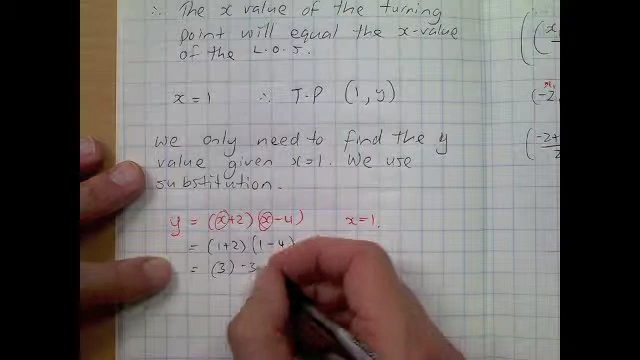 ∴ The x value of the turning
point will equal the x-value
of the L.O.S.
x = 1 ∴ T.P (1, y)
We only need to find the y
value given x=1. We use
substitution.
y = (x+2)(x-4) x=1.
= (1+2)(1-4)
= (3) -3
(-2,